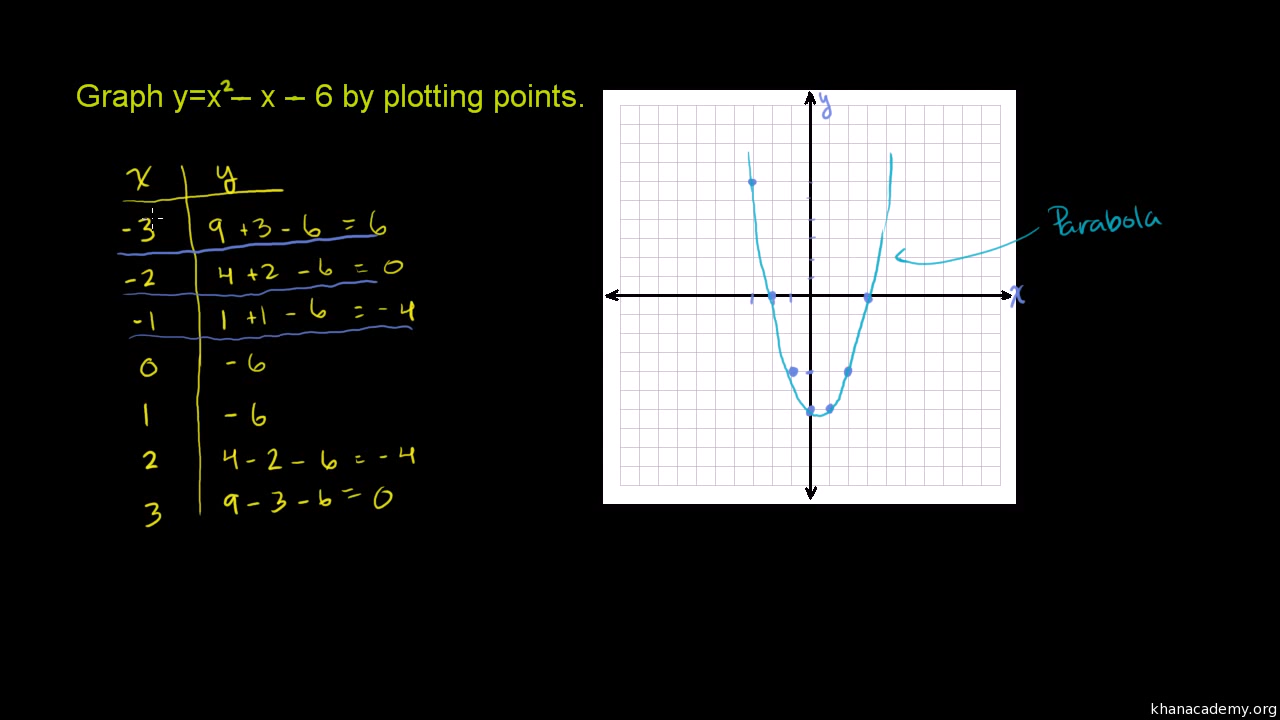 Graph y=x²– x – 6 by plotting points.
x y
-3 9 +3 - 6 = 6
-2 4 +2 - 6 = 0
-1 1 +1 - 6 = -4
0 -6
1 -6
2 4 - 2 - 6 = -4
3 9 - 3 - 6 = 0
y
x
Parabola
khanacademy.org